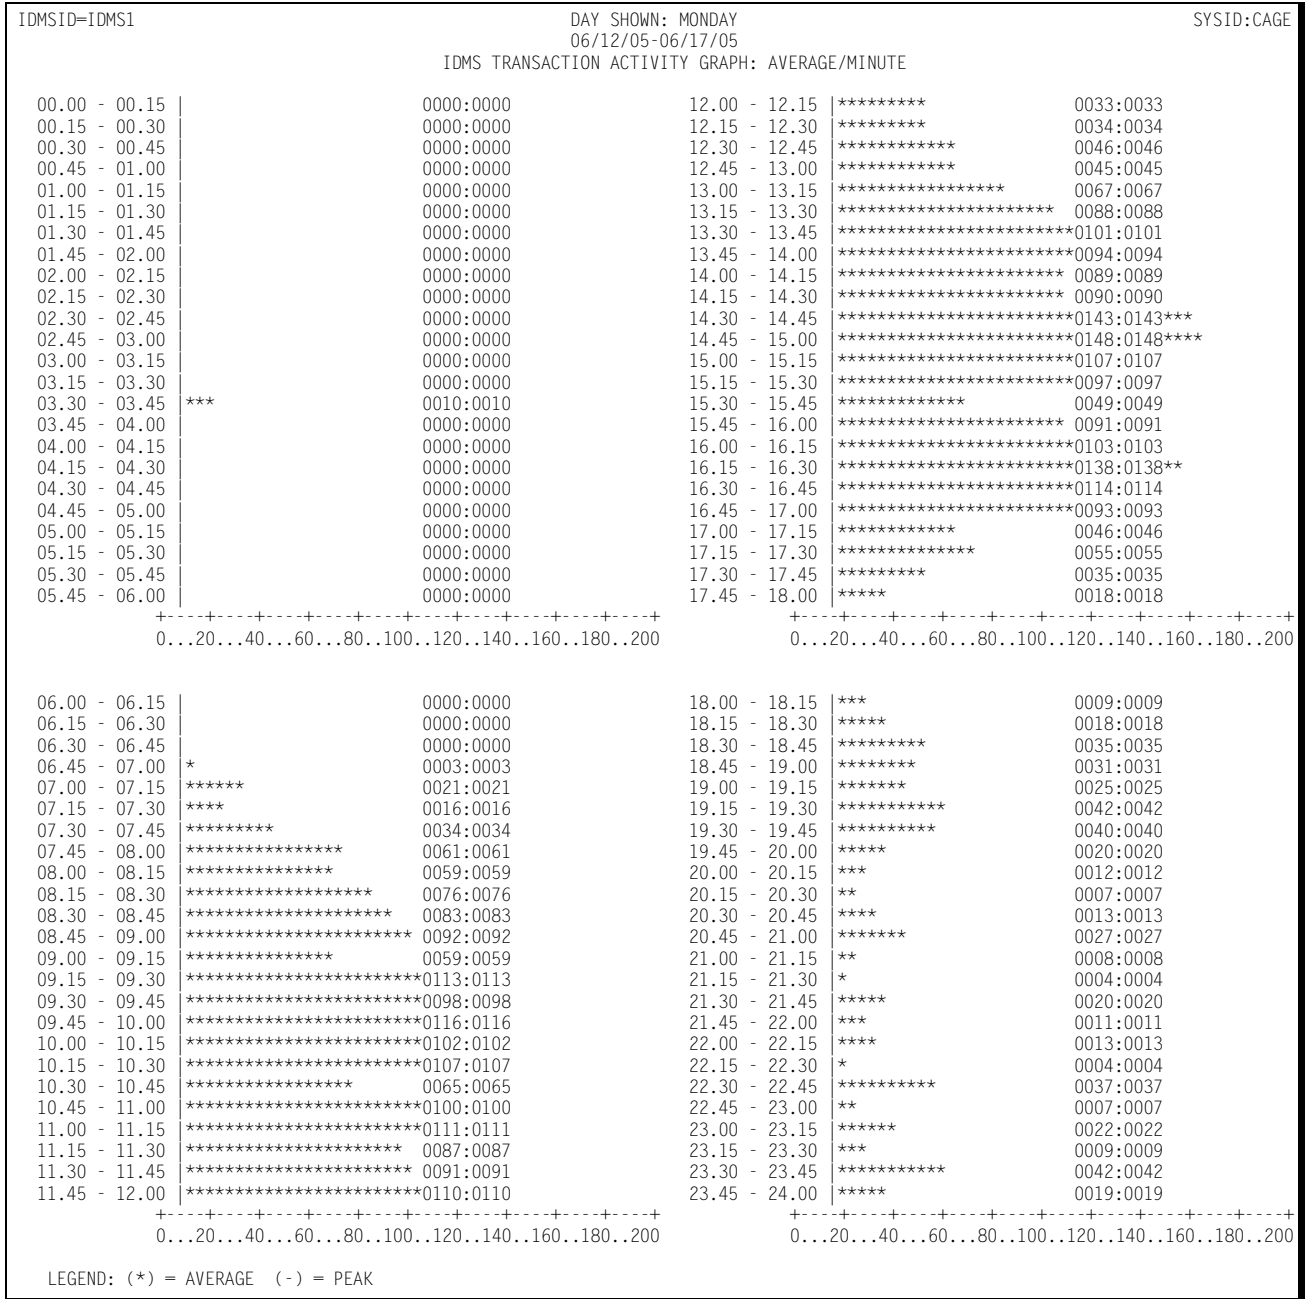 IDMSID=IDMS1 DAY SHOWN: MONDAY SYSID:CAGE
06/12/05-06/17/05
IDMS TRANSACTION ACTIVITY GRAPH: AVERAGE/MINUTE
00.00 - 00.15 | 0000:0000 12.00 - 12.15 |********* 0033:0033
00.15 - 00.30 | 0000:0000 12.15 - 12.30 |********* 0034:0034
00.30 - 00.45 | 0000:0000 12.30 - 12.45 |************ 0046:0046
00.45 - 01.00 | 0000:0000 12.45 - 13.00 |************ 0045:0045
01.00 - 01.15 | 0000:0000 13.00 - 13.15 |***************** 0067:0067
01.15 - 01.30 | 0000:0000 13.15 - 13.30 |********************** 0088:0088
01.30 - 01.45 | 0000:0000 13.30 - 13.45 |************************0101:0101
01.45 - 02.00 | 0000:0000 13.45 - 14.00 |************************0094:0094
02.00 - 02.15 | 0000:0000 14.00 - 14.15 |*********************** 0089:0089
02.15 - 02.30 | 0000:0000 14.15 - 14.30 |*********************** 0090:0090
02.30 - 02.45 | 0000:0000 14.30 - 14.45 |************************0143:0143***
02.45 - 03.00 | 0000:0000 14.45 - 15.00 |************************0148:0148****
03.00 - 03.15 | 0000:0000 15.00 - 15.15 |************************0107:0107
03.15 - 03.30 | 0000:0000 15.15 - 15.30 |************************0097:0097
03.30 - 03.45 |*** 0010:0010 15.30 - 15.45 |************* 0049:0049
03.45 - 04.00 | 0000:0000 15.45 - 16.00 |*********************** 0091:0091
04.00 - 04.15 | 0000:0000 16.00 - 16.15 |************************0103:0103
04.15 - 04.30 | 0000:0000 16.15 - 16.30 |************************0138:0138**
04.30 - 04.45 | 0000:0000 16.30 - 16.45 |************************0114:0114
04.45 - 05.00 | 0000:0000 16.45 - 17.00 |************************0093:0093
05.00 - 05.15 | 0000:0000 17.00 - 17.15 |************ 0046:0046
05.15 - 05.30 | 0000:0000 17.15 - 17.30 |************** 0055:0055
05.30 - 05.45 | 0000:0000 17.30 - 17.45 |********* 0035:0035
05.45 - 06.00 | 0000:0000 17.45 - 18.00 |***** 0018:0018
+----+----+----+----+----+----+----+----+----+----+ +----+----+----+----+----+----+----+----+----+----+
0...20...40...60...80..100..120..140..160..180..200 0...20...40...60...80..100..120..140..160..180..200
06.00 - 06.15 | 0000:0000 18.00 - 18.15 |*** 0009:0009
06.15 - 06.30 | 0000:0000 18.15 - 18.30 |***** 0018:0018
06.30 - 06.45 | 0000:0000 18.30 - 18.45 |********* 0035:0035
06.45 - 07.00 |* 0003:0003 18.45 - 19.00 |******** 0031:0031
07.00 - 07.15 |****** 0021:0021 19.00 - 19.15 |******* 0025:0025
07.15 - 07.30 |**** 0016:0016 19.15 - 19.30 |*********** 0042:0042
07.30 - 07.45 |********* 0034:0034 19.30 - 19.45 |********** 0040:0040
07.45 - 08.00 |**************** 0061:0061 19.45 - 20.00 |***** 0020:0020
08.00 - 08.15 |*************** 0059:0059 20.00 - 20.15 |*** 0012:0012
08.15 - 08.30 |******************* 0076:0076 20.15 - 20.30 |** 0007:0007
08.30 - 08.45 |********************* 0083:0083 20.30 - 20.45 |**** 0013:0013
08.45 - 09.00 |*********************** 0092:0092 20.45 - 21.00 |******* 0027:0027
09.00 - 09.15 |*************** 0059:0059 21.00 - 21.15 |** 0008:0008
09.15 - 09.30 |************************0113:0113 21.15 - 21.30 |* 0004:0004
09.30 - 09.45 |************************0098:0098 21.30 - 21.45 |***** 0020:0020
09.45 - 10.00 |************************0116:0116 21.45 - 22.00 |*** 0011:0011
10.00 - 10.15 |************************0102:0102 22.00 - 22.15 |**** 0013:0013
10.15 - 10.30 |************************0107:0107 22.15 - 22.30 |* 0004:0004
10.30 - 10.45 |***************** 0065:0065 22.30 - 22.45 |********** 0037:0037
10.45 - 11.00 |************************0100:0100 22.45 - 23.00 |** 0007:0007
11.00 - 11.15 |************************0111:0111 23.00 - 23.15 |****** 0022:0022
11.15 - 11.30 |********************** 0087:0087 23.15 - 23.30 |*** 0009:0009
11.30 - 11.45 |*********************** 0091:0091 23.30 - 23.45 |*********** 0042:0042
11.45 - 12.00 |************************0110:0110 23.45 - 24.00 |***** 0019:0019
+----+----+----+----+----+----+----+----+----+----+ +----+----+----+----+----+----+----+----+----+----+
0...20...40...60...80..100..120..140..160..180..200 0...20...40...60...80..100..120..140..160..180..200
LEGEND: (*) = AVERAGE (-) = PEAK